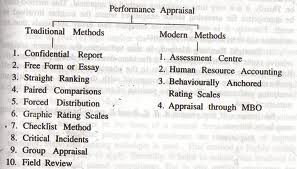 Performance Appraisal
Traditional Methods
1. Confidential Report
2. Free Form or Essay
3. Straight Ranking
4. Paired Comparisons
5. Forced Distribution
6. Graphic Rating Scales
7. Checklist Method
8. Critical Incidents
9. Group Appraisal
10. Field Review
Modern Methods
1. Assessment Centre
2. Human Resource Accounting
3. Behaviourally Anchored
Rating Scales
4. Appraisal through MBO